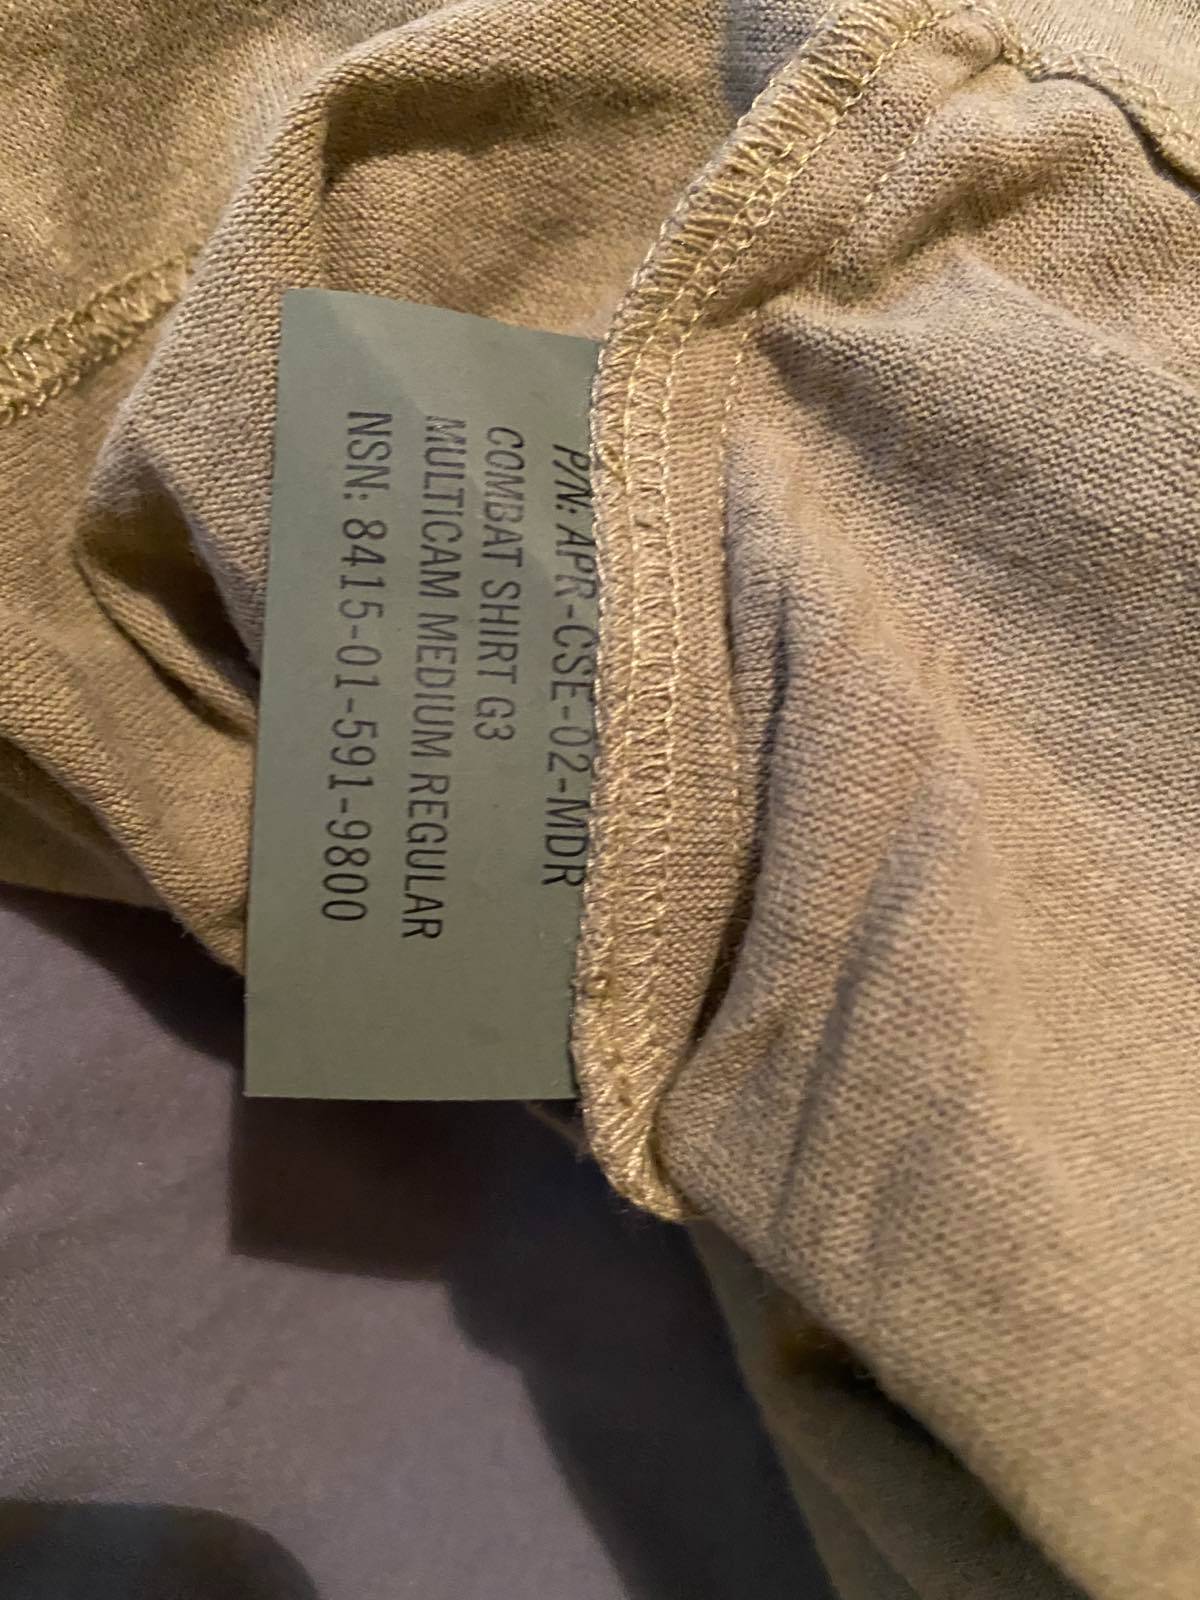 P/N: APR-CSE-02-MDR
COMBAT SHIRT G3
MULTICAM MEDIUM REGULAR
NSN: 8415-01-591-9800